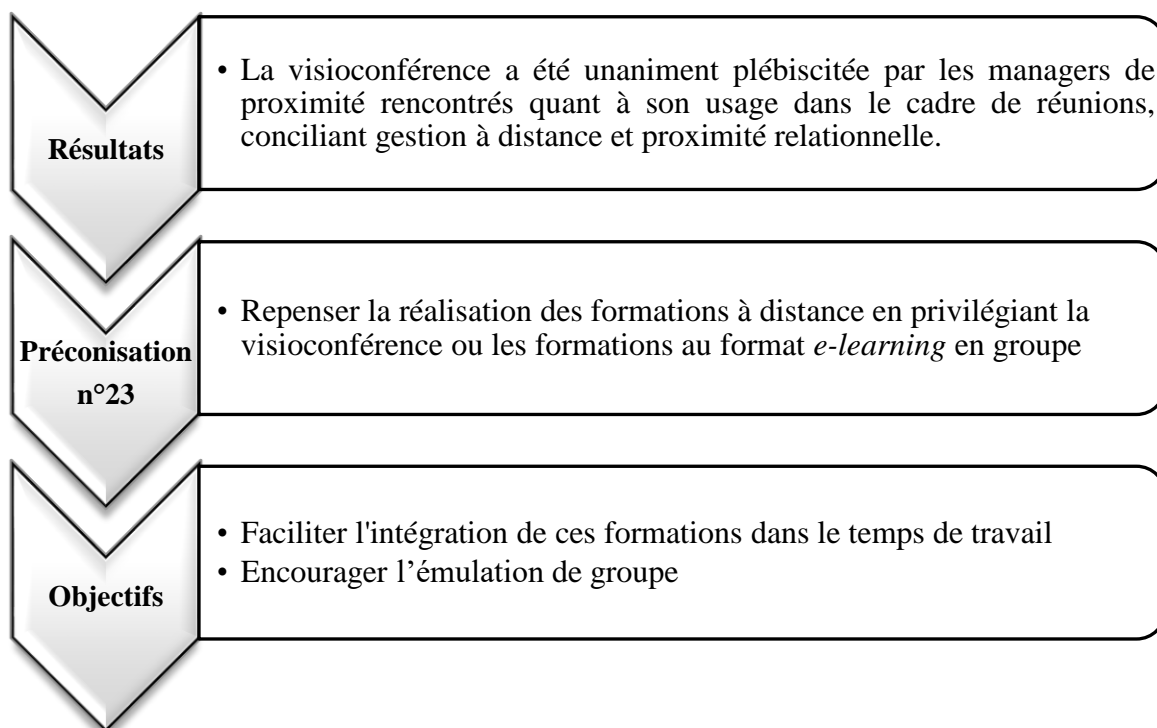 Résultats
• La visioconférence a été unaniment plébiscitée par les managers de
proximité rencontrés quant à son usage dans le cadre de réunions,
conciliant gestion à distance et proximité relationnelle.
Préconisation
n°23
• Repenser la réalisation des formations à distance en privilégiant la
visioconférence ou les formations au format e-learning en groupe
Objectifs
• Faciliter l'intégration de ces formations dans le temps de travail
• Encourager l’émulation de groupe